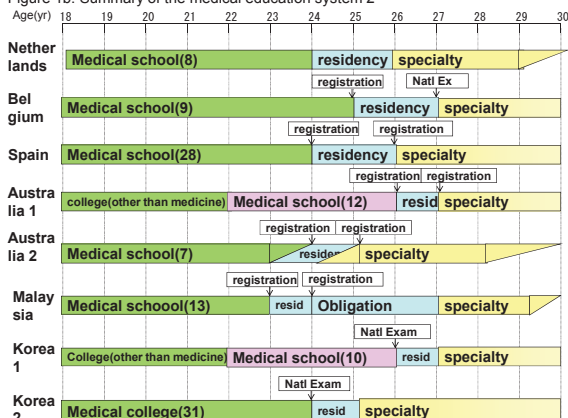 Figure 1b. Summary of the medical education system 2
Age(yr) 18 19 20 21 22 23 24 25 26 27 28 29 30
Nether
lands
Medical school(8) residency specialty
registration Natl Ex
Bel
gium
Medical school(9) residency specialty
registration registration
Spain
Medical school(28) residency specialty
registration registration
Austra
lia 1
college(other than medicine) Medical school(12) resid specialty
registration registration
Austra
lia 2
Medical school(7) residen specialty
registration registration
Malay
sia
Medical schoool(13) resid Obligation specialty
Natl Exam
Korea
1
College(other than medicine) Medical school(10) resid specialty
Natl Exam
Korea
2
Medical college(31) resid specialty